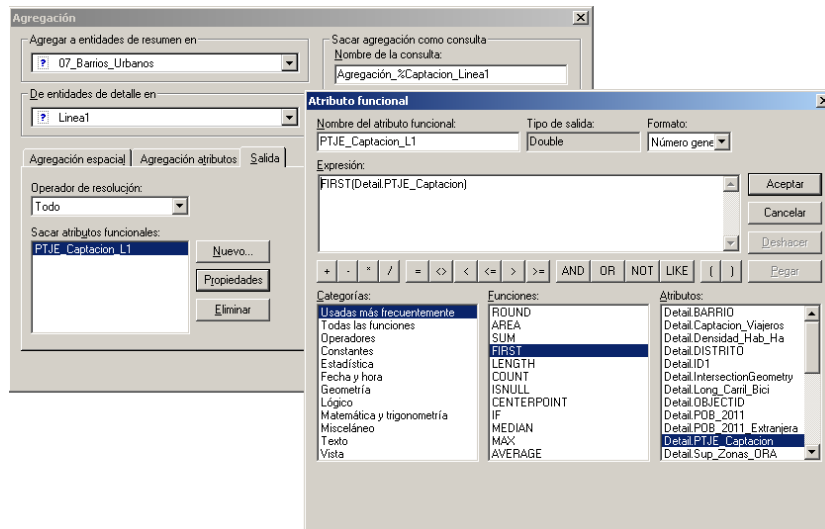 Agregación
Agregar a entidades de resumen en
07_Barrios_Urbanos
Sacar agregación como consulta
Nombre de la consulta:
Agregación_%Captacion_Linea1
De entidades de detalle en
Linea1
Agregación espacial
Agregación atributos
Salida
Operador de resolución:
Todo
Sacar atributos funcionales:
PTJE_Captacion_L1
Nuevo...
Propiedades
Eliminar
Atributo funcional
Nombre del atributo funcional:
Tipo de salida:
Formato:
PTJE_Captacion_L1
Double
Número gene
Expresión:
FIRST(Detail.PTJE_Captacion)
Aceptar
Cancelar
Deshacer
Pegar
+ - * / = <> < <= > >= AND OR NOT LIKE ( )
Categorías:
Usadas más frecuentemente
Todas las funciones
Operadores
Constantes
Estadística
Fecha y hora
Geometría
Lógico
Matemática y trigonometría
Misceláneo
Texto
Vista
Funciones:
ROUND
AREA
SUM
FIRST
LENGTH
COUNT
ISNULL
CENTERPOINT
IF
MEDIAN
MAX
AVERAGE
Atributos:
Detail.BARRIO
Detail.Captacion_Viajeros
Detail.Densidad_Hab_Ha
Detail.DISTRITO
Detail.ID1
Detail.IntersectionGeometry
Detail.Long_Carril_Bici
Detail.OBJECTID
Detail.POB_2011
Detail.POB_2011_Extranjera
Detail.PTJE_Captacion
Detail.Sup_Zonas_ORA